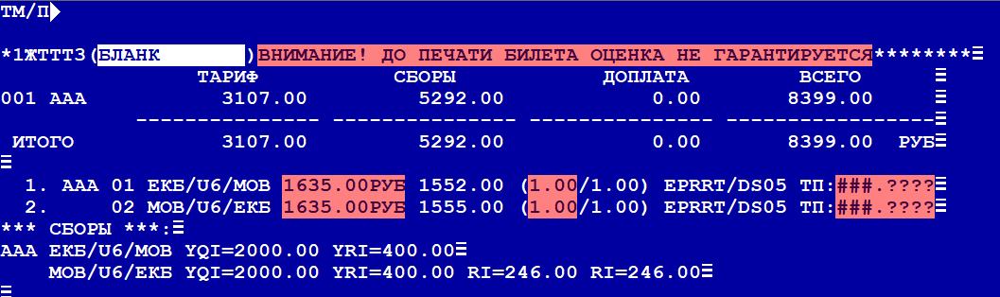 ТМ/П
*1ЖТТТЗ(БЛАНК )ВНИМАНИЕ! ДО ПЕЧАТИ БИЛЕТА ОЦЕНКА НЕ ГАРАНТИРУЕТСЯ********
ТАРИФ СБОРЫ ДОПЛАТА ВСЕГО
001 ААА 3107.00 5292.00 0.00 8399.00
--------------- --------------- --------------- -----------------
ИТОГО 3107.00 5292.00 0.00 8399.00 РУБ
1. ААА 01 ЕКБ/U6/МОВ 1635.00РУБ 1552.00 (1.00/1.00) EPRRT/DS05 ТП:###.????
2. 02 МОВ/U6/ЕКБ 1635.00РУБ 1555.00 (1.00/1.00) EPRRT/DS05 ТП:###.????
*** СБОРЫ ***:
ААА ЕКБ/U6/МОВ YQI=2000.00 YRI=400.00
МОВ/U6/ЕКБ YQI=2000.00 YRI=400.00 RI=246.00 RI=246.00